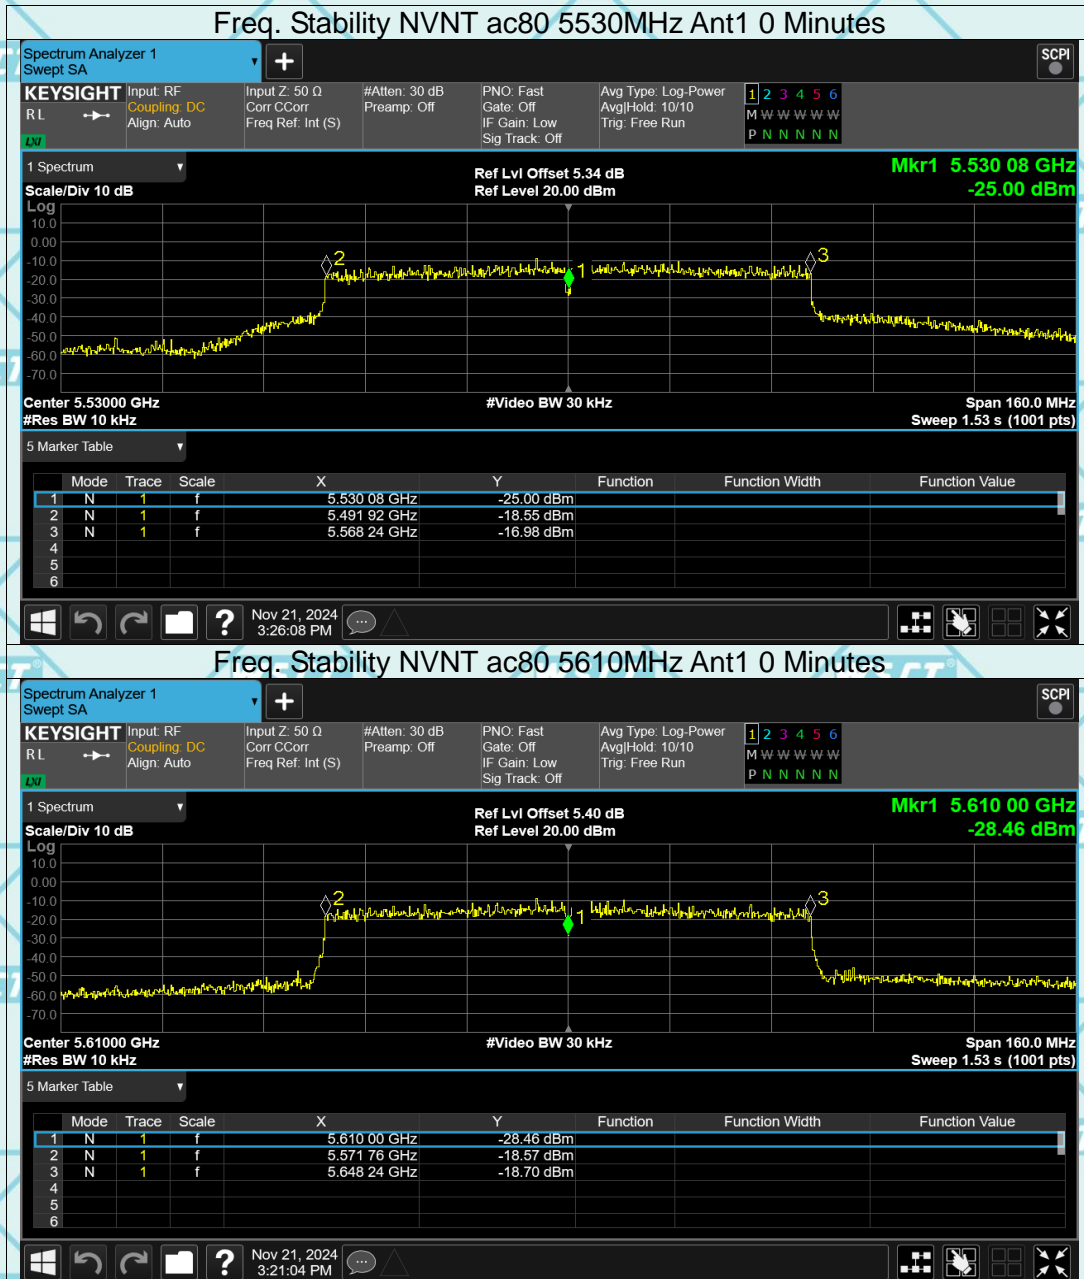 Freq. Stability NVNT ac80 5530MHz Ant1 0 Minutes
Spectrum Analyzer 1
Swept SA
+
SCPI
KEYSIGHT
RL
LXI
Input: RF
Coupling: DC
Align: Auto
Input Z: 50 Ω
Corr CCorr
Freq Ref: Int (S)
#Atten: 30 dB
Preamp: Off
PNO: Fast
Gate: Off
IF Gain: Low
Sig Track: Off
Avg Type: Log-Power
Avg|Hold: 10/10
Trig: Free Run
1 2 3 4 5 6
M W W W W W
P N N N N N
1 Spectrum
Scale/Div 10 dB
Ref Lvl Offset 5.34 dB
Ref Level 20.00 dBm
Mkr1 5.530 08 GHz
-25.00 dBm
Log
10.0
0.00
-10.0
-20.0
-30.0
-40.0
-50.0
-60.0
-70.0
2
1
3
Center 5.53000 GHz
#Video BW 30 kHz
Span 160.0 MHz
#Res BW 10 kHz
Sweep 1.53 s (1001 pts)
5 Marker Table
Mode Trace Scale X Y Function Function Width Function Value
1 N 1 f 5.530 08 GHz -25.00 dBm
2 N 1 f 5.491 92 GHz -18.55 dBm
3 N 1 f 5.568 24 GHz -16.98 dBm
4
5
6
?
Nov 21, 2024
3:26:08 PM
Freq. Stability NVNT ac80 5610MHz Ant1 0 Minutes
Spectrum Analyzer 1
Swept SA
+
SCPI
KEYSIGHT
RL
LXI
Input: RF
Coupling: DC
Align: Auto
Input Z: 50 Ω
Corr CCorr
Freq Ref: Int (S)
#Atten: 30 dB
Preamp: Off
PNO: Fast
Gate: Off
IF Gain: Low
Sig Track: Off
Avg Type: Log-Power
Avg|Hold: 10/10
Trig: Free Run
1 2 3 4 5 6
M W W W W W
P N N N N N
1 Spectrum
Scale/Div 10 dB
Ref Lvl Offset 5.40 dB
Ref Level 20.00 dBm
Mkr1 5.610 00 GHz
-28.46 dBm
Log
10.0
0.00
-10.0
-20.0
-30.0
-40.0
-50.0
-60.0
-70.0
2
1
3
Center 5.61000 GHz
#Video BW 30 kHz
Span 160.0 MHz
#Res BW 10 kHz
Sweep 1.53 s (1001 pts)
5 Marker Table
Mode Trace Scale X Y Function Function Width Function Value
1 N 1 f 5.610 00 GHz -28.46 dBm
2 N 1 f 5.571 76 GHz -18.57 dBm
3 N 1 f 5.648 24 GHz -18.70 dBm
4
5
6
?
Nov 21, 2024
3:21:04 PM